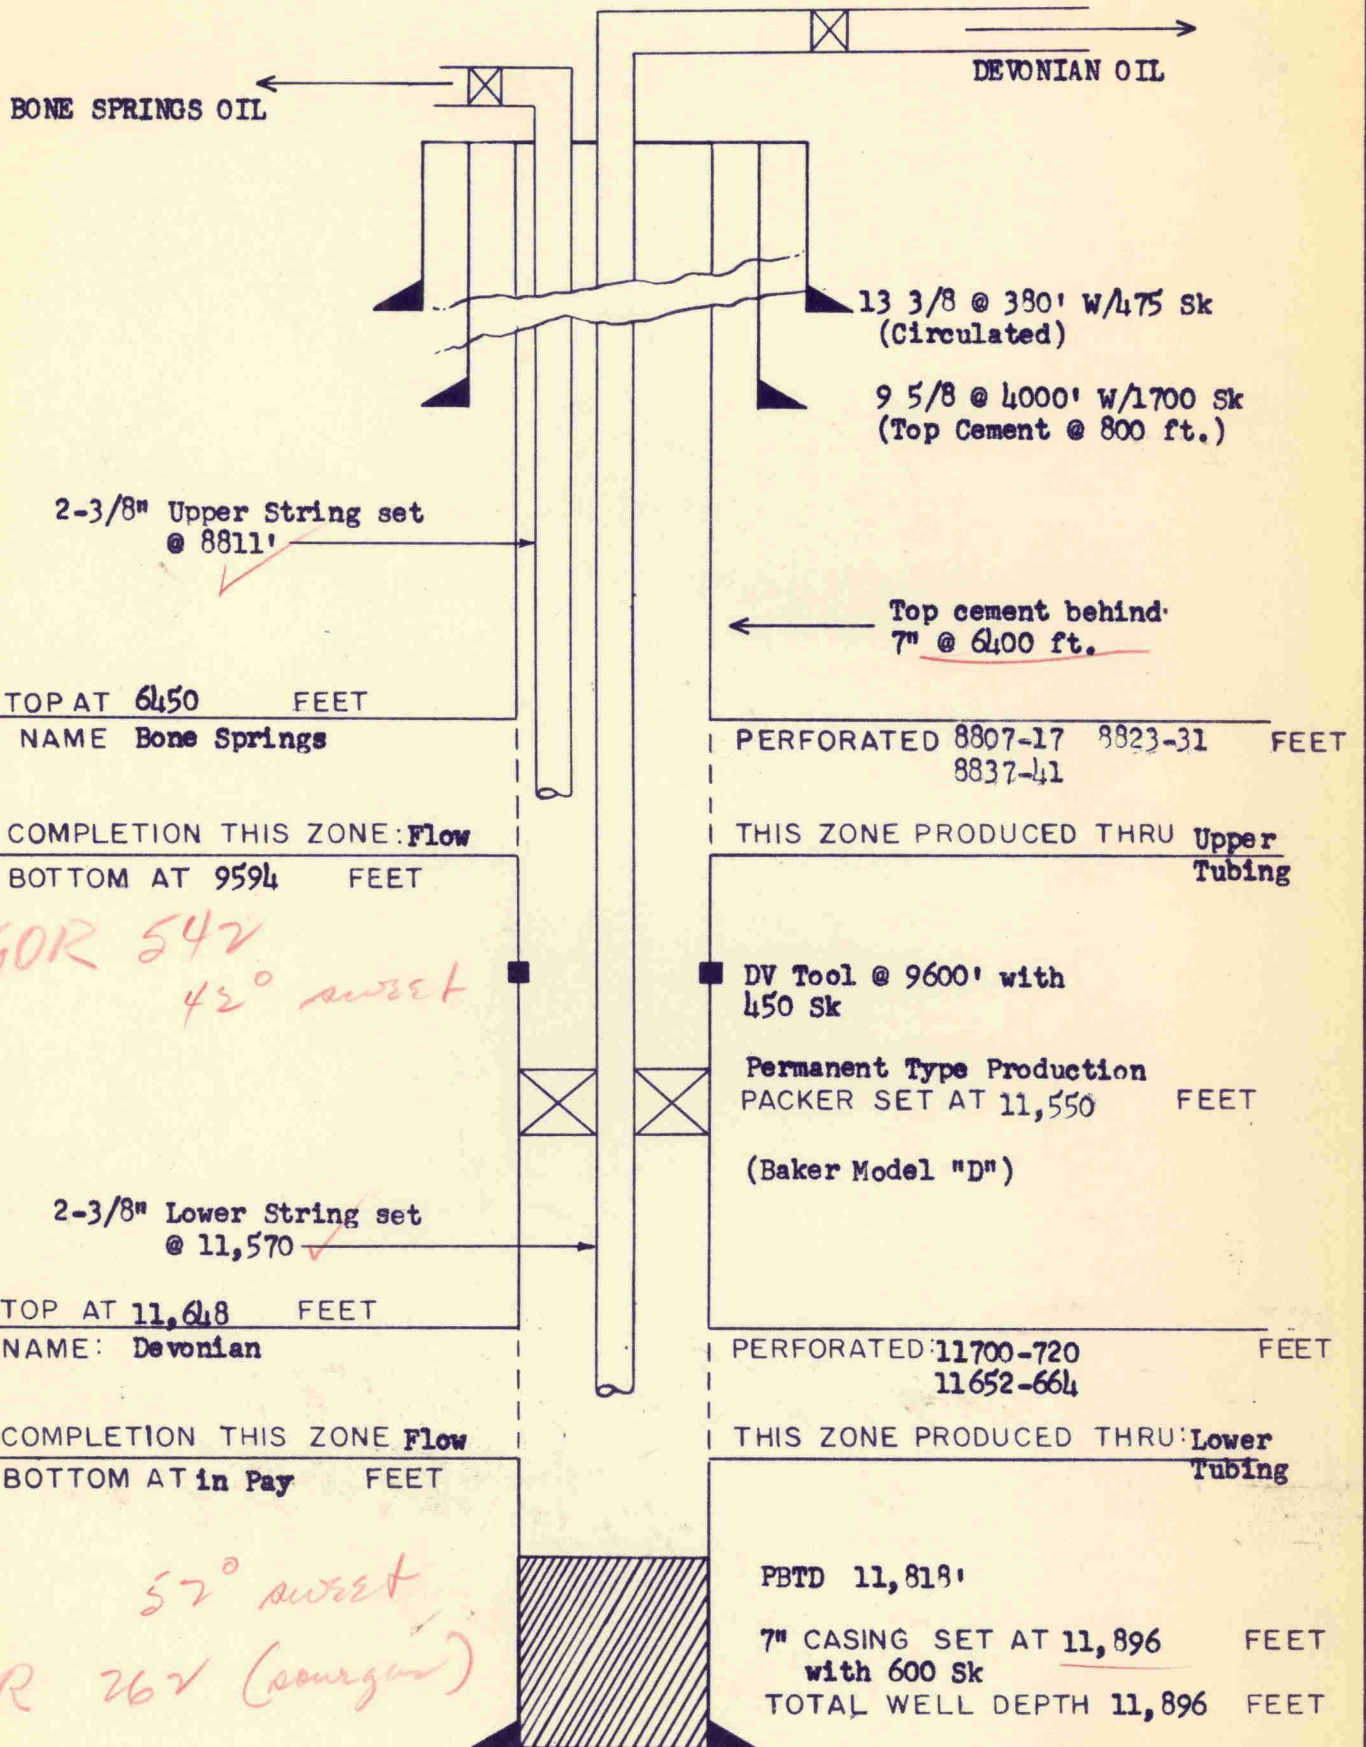 DEVONIAN OIL
BONE SPRINGS OIL
13 3/8 @ 380' W/475 Sk
(Circulated)
9 5/8 @ 4000' W/1700 Sk
(Top Cement @ 800 ft.)
2-3/8" Upper String set
@ 8811'
Top cement behind
7" @ 6400 ft.
TOP AT 6450 FEET
NAME Bone Springs
PERFORATED 8807-17 8823-31 FEET
8837-41
COMPLETION THIS ZONE: Flow
THIS ZONE PRODUCED THRU Upper
Tubing
BOTTOM AT 9594 FEET
GOR 542
42° sweet
DV Tool @ 9600' with
450 Sk
Permanent Type Production
PACKER SET AT 11,550 FEET
(Baker Model "D")
2-3/8" Lower String set
@ 11,570
TOP AT 11,648 FEET
NAME: Devonian
PERFORATED: 11700-720 FEET
11652-664
COMPLETION THIS ZONE Flow
THIS ZONE PRODUCED THRU: Lower
Tubing
BOTTOM AT in Pay FEET
52° sweet
R 262 (sour gas)
PBTD 11,818'
7" CASING SET AT 11,896 FEET
with 600 Sk
TOTAL WELL DEPTH 11,896 FEET